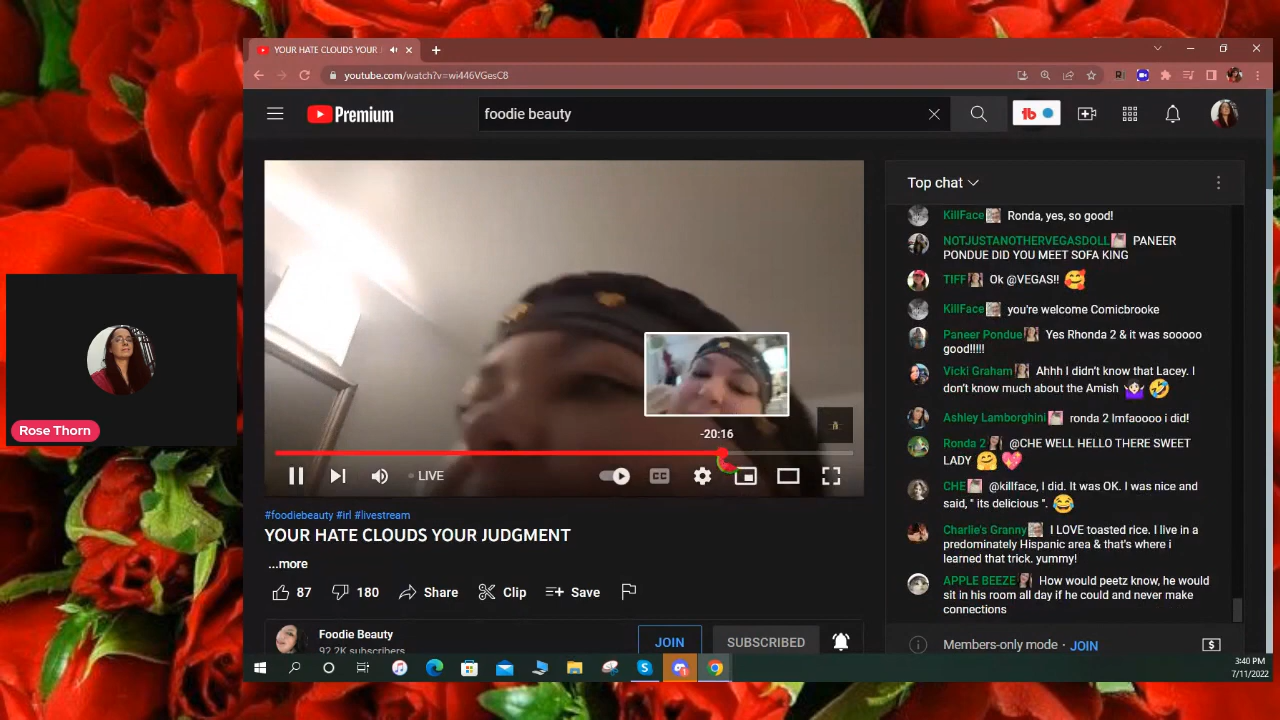 YOUR HATE CLOUDS YOUR J
youtube.com/watch?v=wi446VGesC8
Premium
foodie beauty
tb
Top chat
KillFace Ronda, yes, so good!
NOTJUSTANOTHERVEGASDOLL PANEER
PONDUE DID YOU MEET SOFA KING
TIFF Ok @VEGAS!!
KillFace you're welcome Comicbrooke
Paneer Pondue Yes Rhonda 2 & it was sooooo
good!!!!!
Vicki Graham Ahhh I didn't know that Lacey. I
don't know much about the Amish
Ashley Lamborghini ronda 2 lmfaoooo i did!
Ronda 2 @CHE WELL HELLO THERE SWEET
LADY
CHE @killface, I did. It was OK. I was nice and
said, " its delicious ".
Charlie's Granny I LOVE toasted rice. I live in a
predominately Hispanic area & that's where i
learned that trick. yummy!
APPLE BEEZE How would peetz know, he would
sit in his room all day if he could and never make
connections
Members-only mode · JOIN
Rose Thorn
-20:16
LIVE
CC
#foodiebeauty #irl #livestream
YOUR HATE CLOUDS YOUR JUDGMENT
...more
87 180 Share Clip Save
Foodie Beauty
92.2K subscribers
JOIN SUBSCRIBED
3:40 PM
7/11/2022